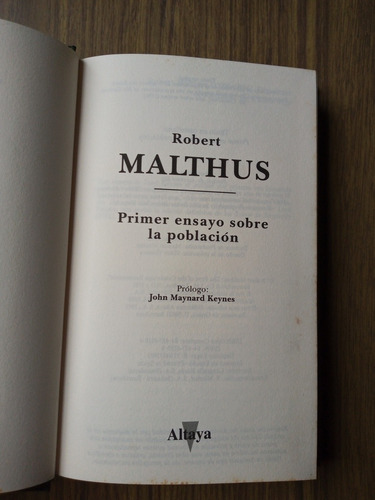 Robert
MALTHUS
Primer ensayo sobre
la población
Prólogo:
John Maynard Keynes
Altaya